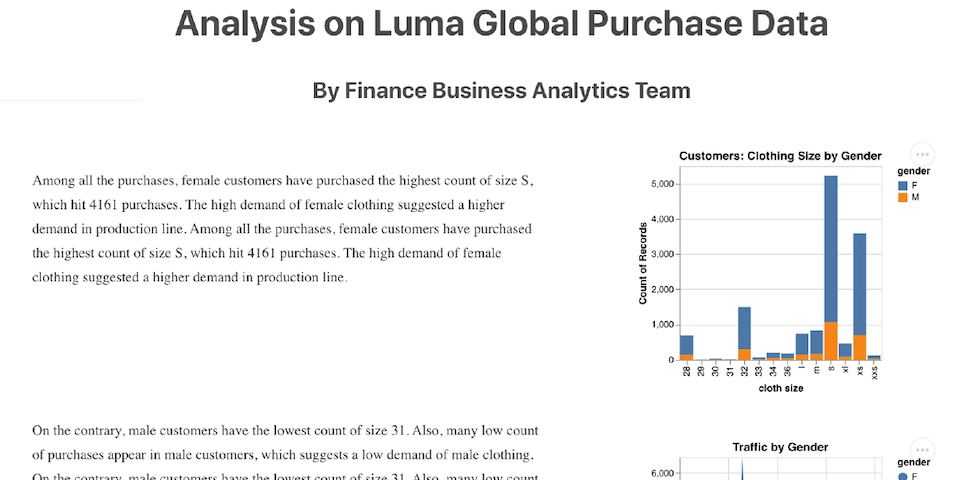 Analysis on Luma Global Purchase Data
By Finance Business Analytics Team
Among all the purchases, female customers have purchased the highest count of size S,
which hit 4161 purchases. The high demand of female clothing suggested a higher
demand in production line. Among all the purchases, female customers have purchased
the highest count of size S, which hit 4161 purchases. The high demand of female
clothing suggested a higher demand in production line.
Customers: Clothing Size by Gender
gender
F
M
Count of Records
5,000
4,000
3,000
2,000
1,000
0
28 29 30 31 32 33 34 36 l m s xl xs xxs
cloth size
On the contrary, male customers have the lowest count of size 31. Also, many low count
of purchases appear in male customers, which suggests a low demand of male clothing.
On the contrary, male customers have the lowest count of size 31. Also, many low count
Traffic by Gender
gender
F
6,000